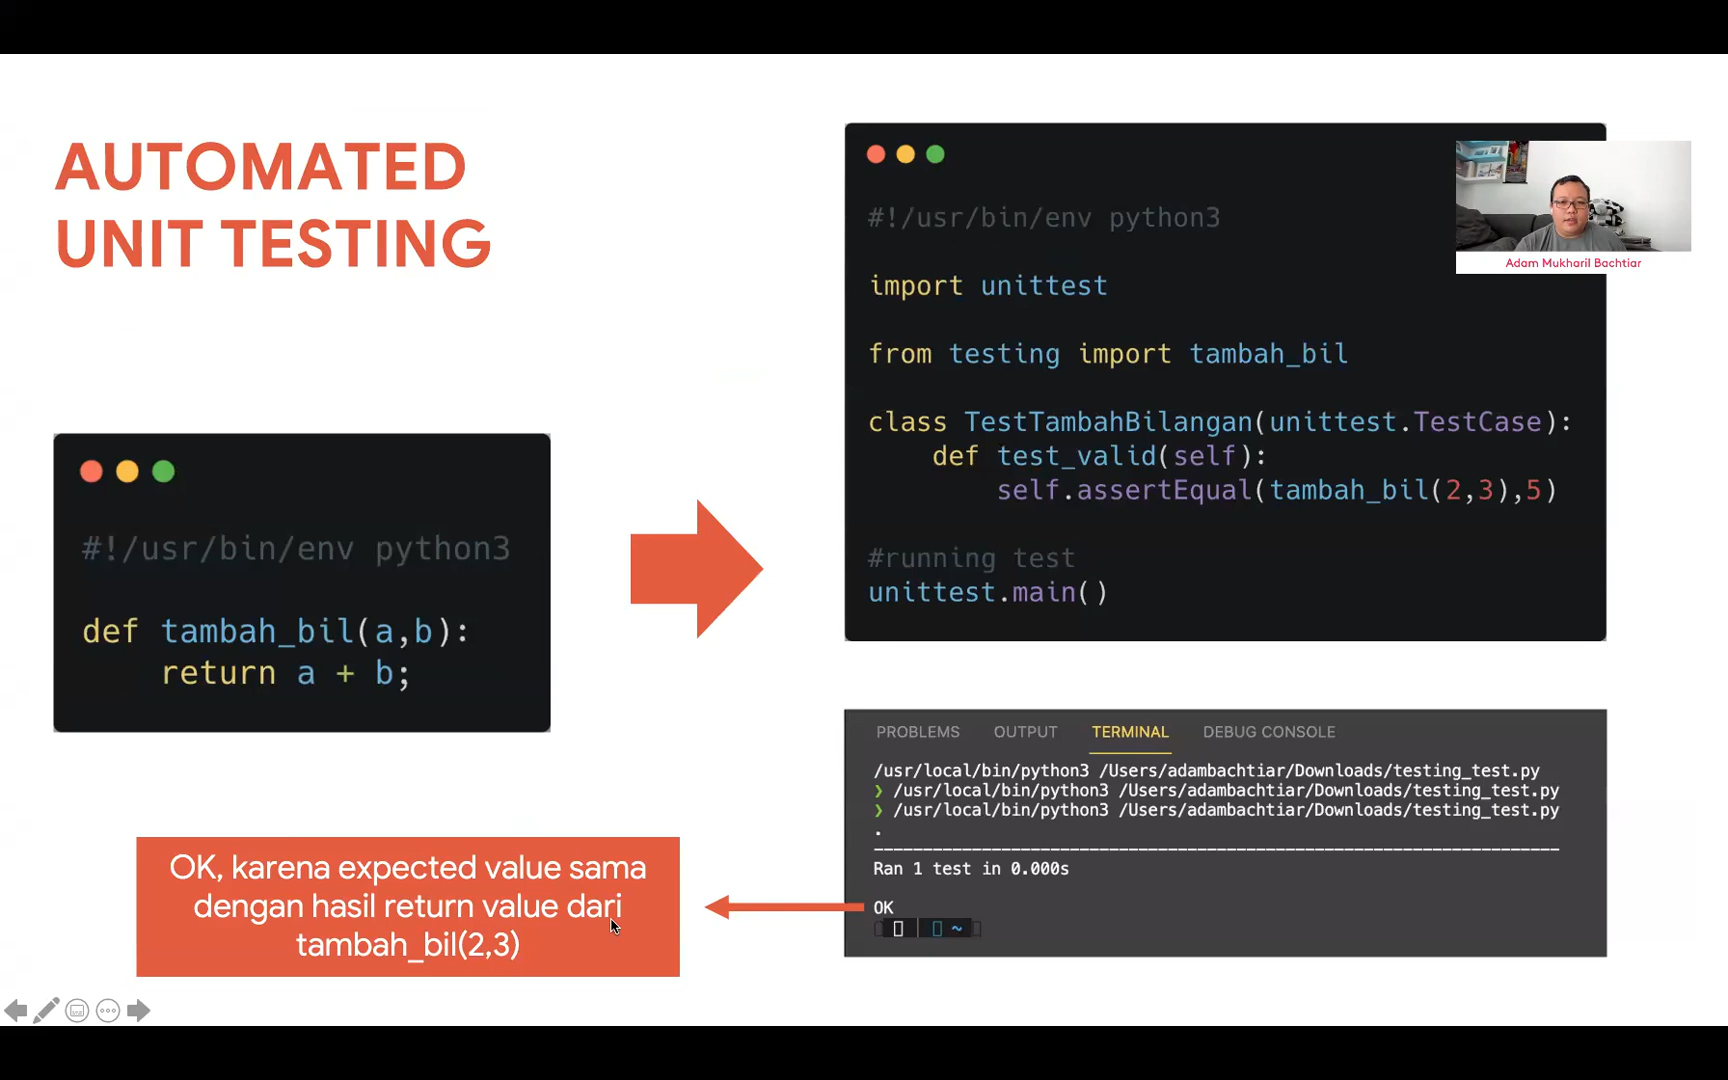 AUTOMATED
UNIT TESTING
#!/usr/bin/env python3
def tambah_bil(a,b):
    return a + b;
#!/usr/bin/env python3
import unittest
from testing import tambah_bil
class TestTambahBilangan(unittest.TestCase):
    def test_valid(self):
        self.assertEqual(tambah_bil(2,3),5)
#running test
unittest.main()
Adam Mukharil Bachtiar
PROBLEMS OUTPUT TERMINAL DEBUG CONSOLE
/usr/local/bin/python3 /Users/adambachtiar/Downloads/testing_test.py
❯ /usr/local/bin/python3 /Users/adambachtiar/Downloads/testing_test.py
❯ /usr/local/bin/python3 /Users/adambachtiar/Downloads/testing_test.py
.
----------------------------------------------------------------------
Ran 1 test in 0.000s
OK
~
OK, karena expected value sama
dengan hasil return value dari
tambah_bil(2,3)